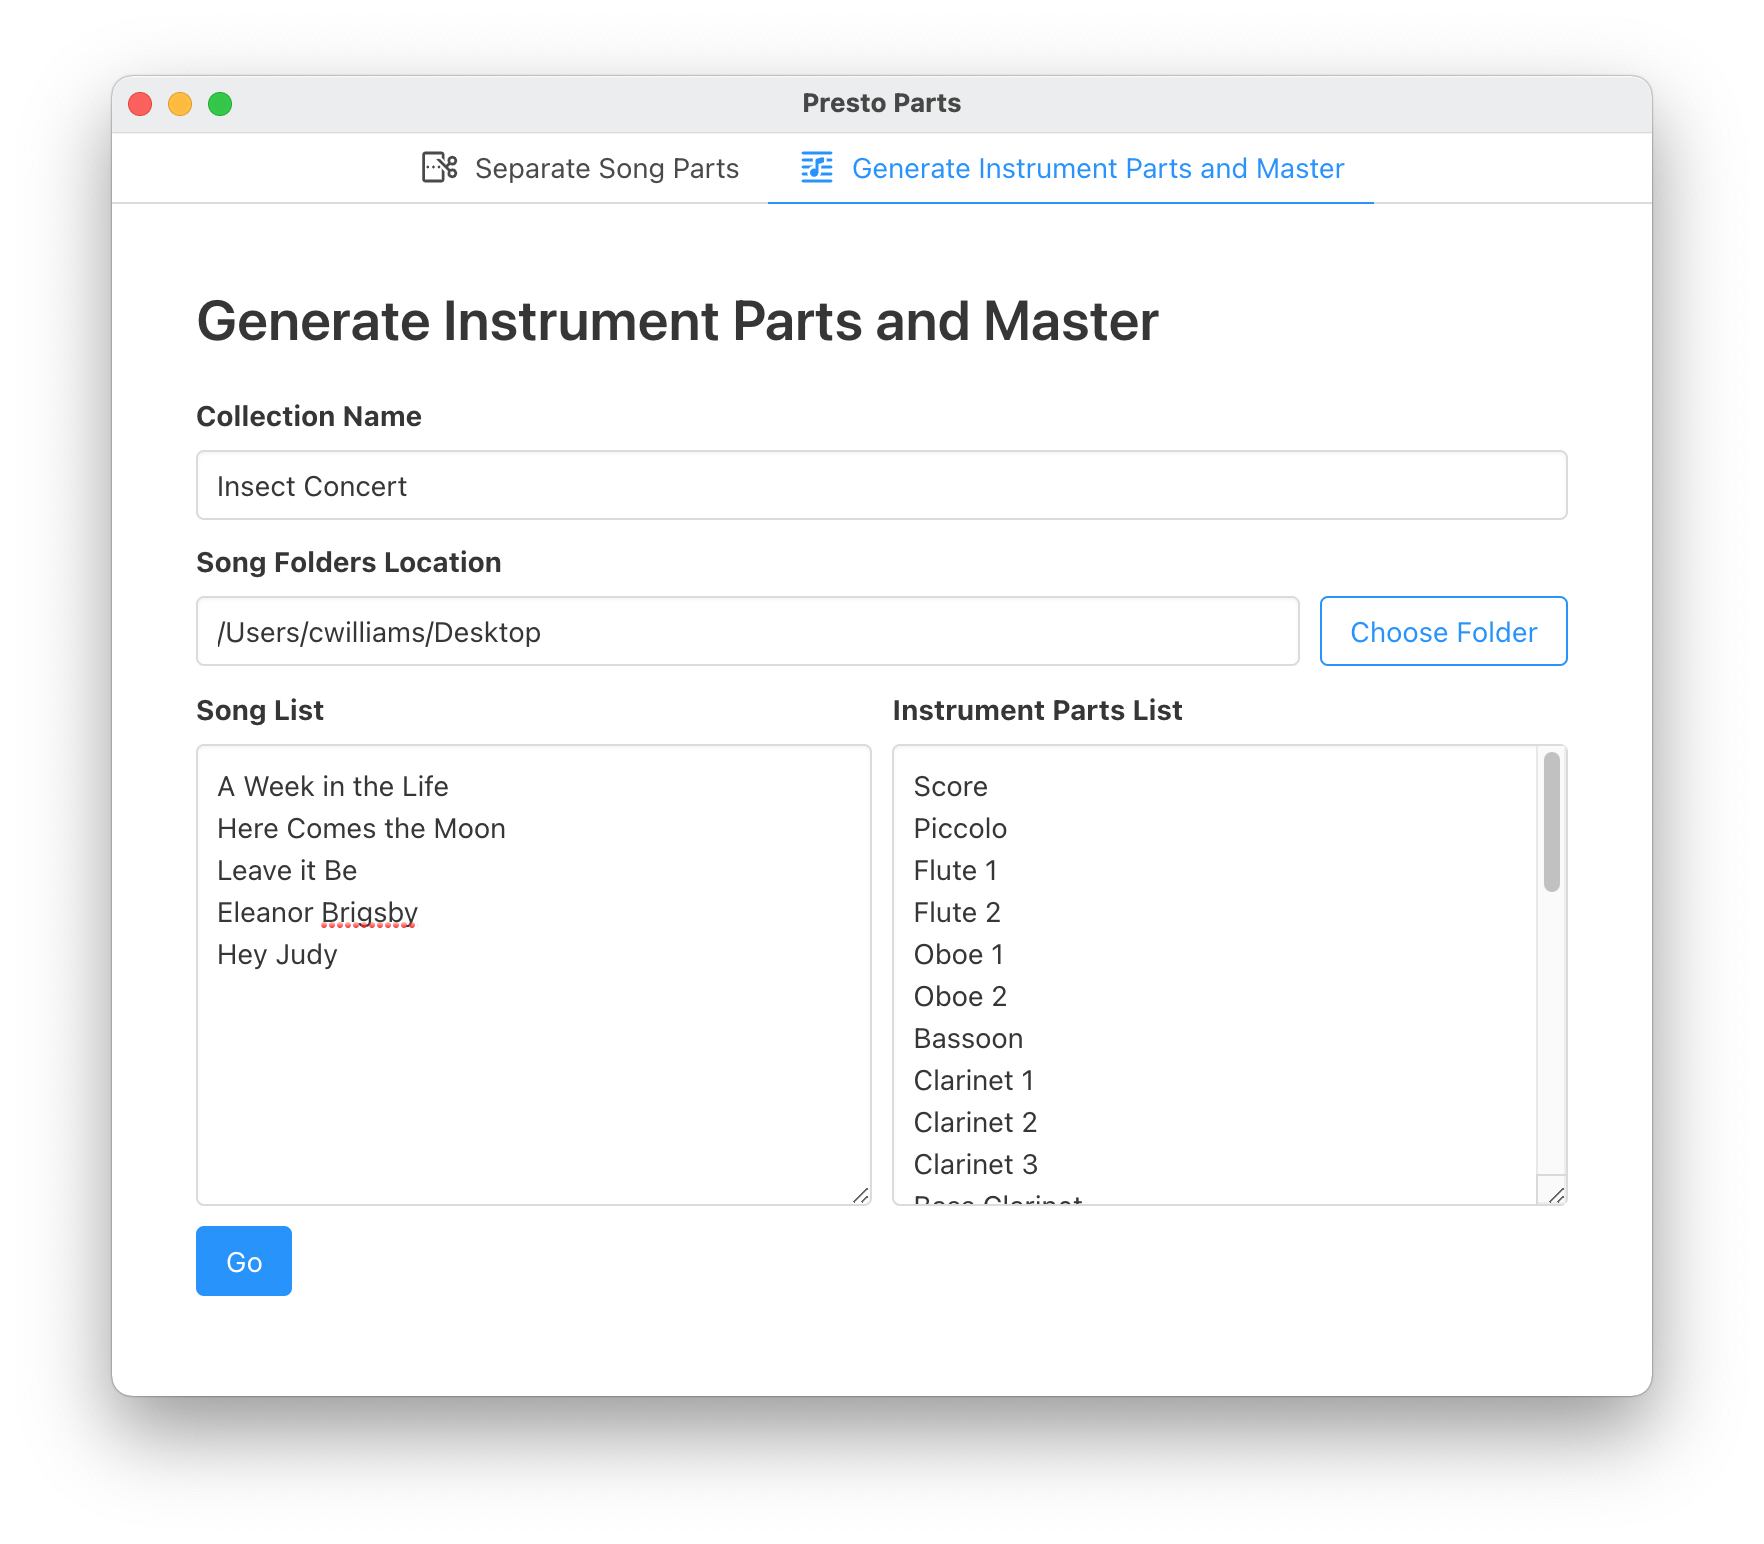 Presto Parts
Separate Song Parts
Generate Instrument Parts and Master
Generate Instrument Parts and Master
Collection Name
Insect Concert
Song Folders Location
/Users/cwilliams/Desktop
Choose Folder
Song List
A Week in the Life
Here Comes the Moon
Leave it Be
Eleanor Brigsby
Hey Judy
Instrument Parts List
Score
Piccolo
Flute 1
Flute 2
Oboe 1
Oboe 2
Bassoon
Clarinet 1
Clarinet 2
Clarinet 3
Bass Clarinet
Go